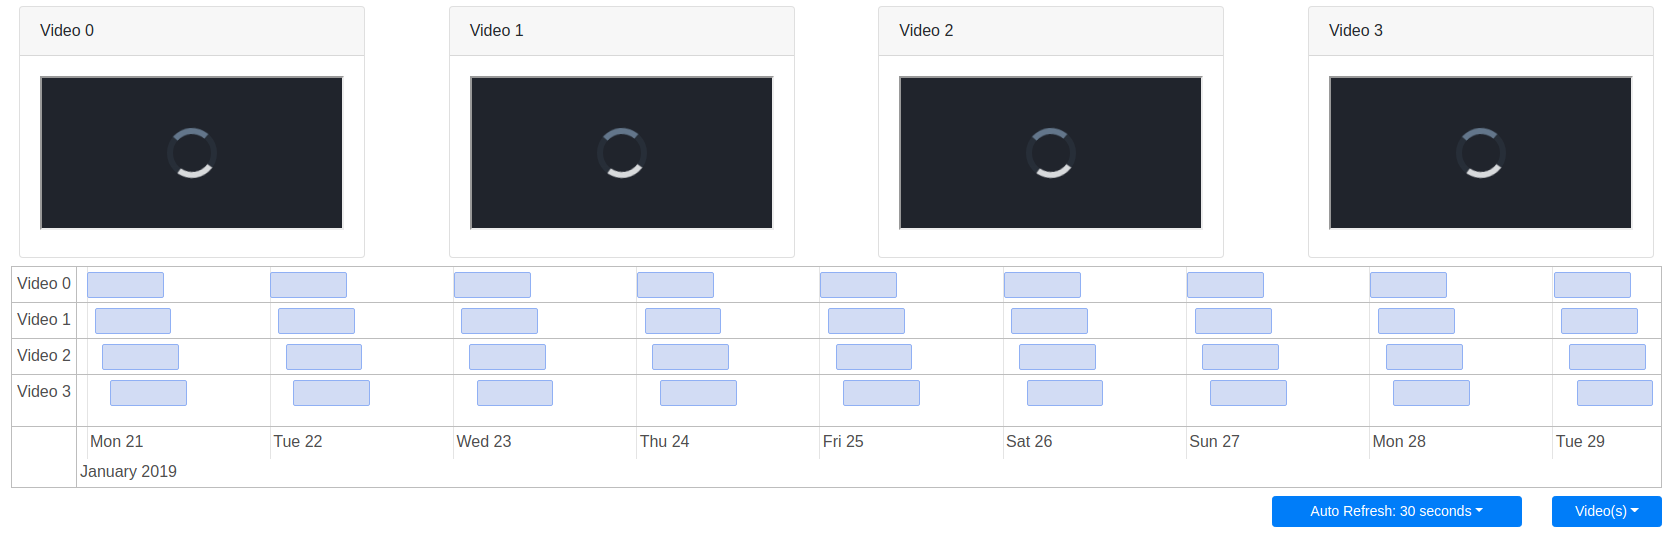 Video 0
Video 1
Video 2
Video 3
Video 0
Video 1
Video 2
Video 3
Mon 21 Tue 22 Wed 23 Thu 24 Fri 25 Sat 26 Sun 27 Mon 28 Tue 29
January 2019
Auto Refresh: 30 seconds Video(s)